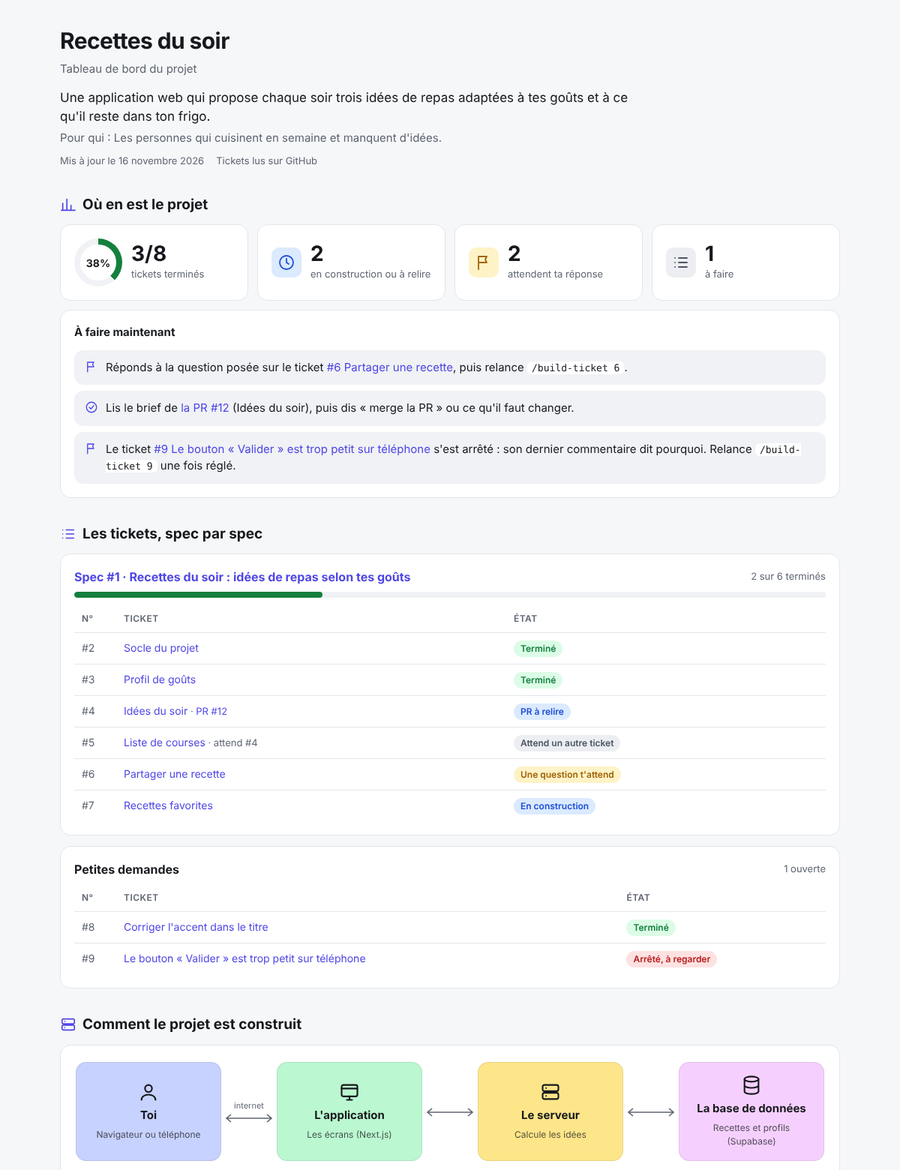 Recettes du soir
Tableau de bord du projet
Une application web qui propose chaque soir trois idées de repas adaptées à tes goûts et à ce
qu'il reste dans ton frigo.
Pour qui : Les personnes qui cuisinent en semaine et manquent d'idées.
Mis à jour le 16 novembre 2026 Tickets lus sur GitHub
Où en est le projet
38%
3/8
tickets terminés
2
en construction ou à relire
2
attendent ta réponse
1
à faire
À faire maintenant
Réponds à la question posée sur le ticket #6 Partager une recette, puis relance /build-ticket 6 .
Lis le brief de la PR #12 (Idées du soir), puis dis « merge la PR » ou ce qu'il faut changer.
Le ticket #9 Le bouton « Valider » est trop petit sur téléphone s'est arrêté : son dernier commentaire dit pourquoi. Relance /build-
ticket 9 une fois réglé.
Les tickets, spec par spec
Spec #1 · Recettes du soir : idées de repas selon tes goûts 2 sur 6 terminés
N° TICKET ÉTAT
#2 Socle du projet Terminé
#3 Profil de goûts Terminé
#4 Idées du soir · PR #12 PR à relire
#5 Liste de courses · attend #4 Attend un autre ticket
#6 Partager une recette Une question t'attend
#7 Recettes favorites En construction
Petites demandes 1 ouverte
N° TICKET ÉTAT
#8 Corriger l'accent dans le titre Terminé
#9 Le bouton « Valider » est trop petit sur téléphone Arrêté, à regarder
Comment le projet est construit
Toi
Navigateur ou téléphone
internet
L'application
Les écrans (Next.js)
Le serveur
Calcule les idées
La base de données
Recettes et profils
(Supabase)